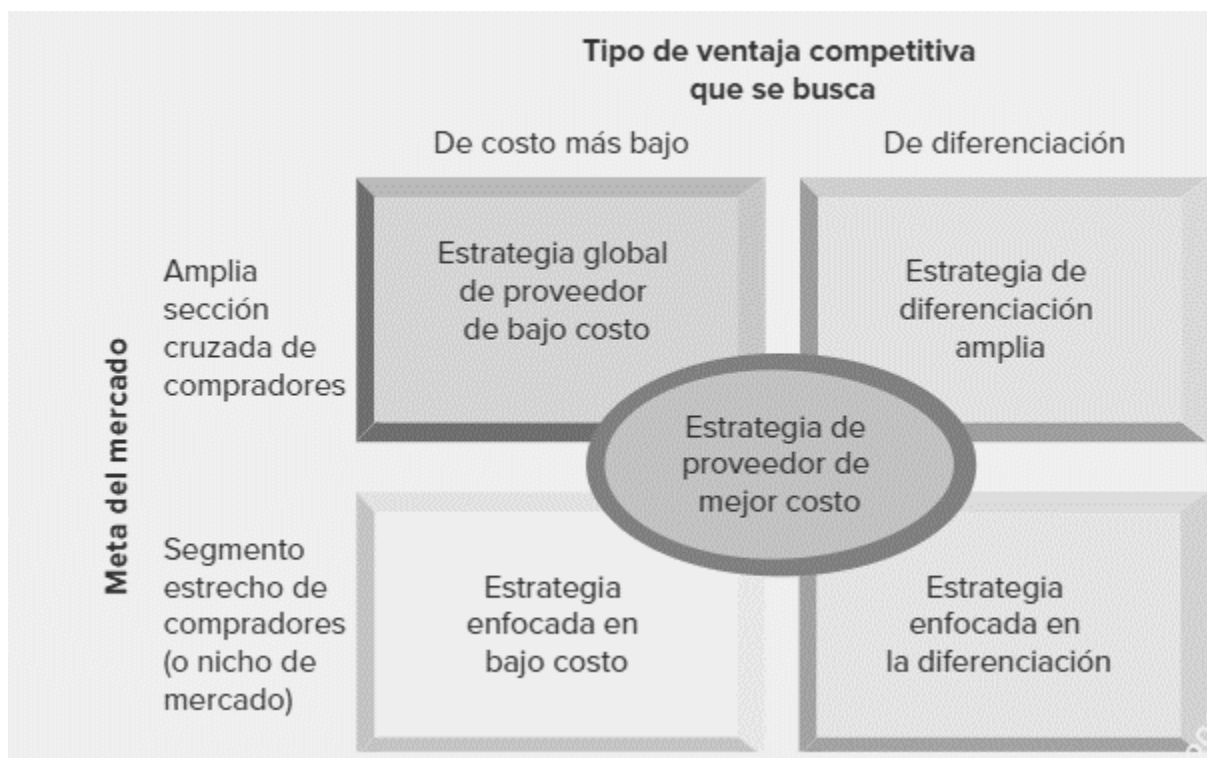 Tipo de ventaja competitiva
que se busca
De costo más bajo
De diferenciación
Meta del mercado
Amplia
sección
cruzada de
compradores
Estrategia global
de proveedor
de bajo costo
Estrategia de
diferenciación
amplia
Estrategia de
proveedor de
mejor costo
Segmento
estrecho de
compradores
(o nicho de
mercado)
Estrategia
enfocada en
bajo costo
Estrategia
enfocada en
la diferenciación